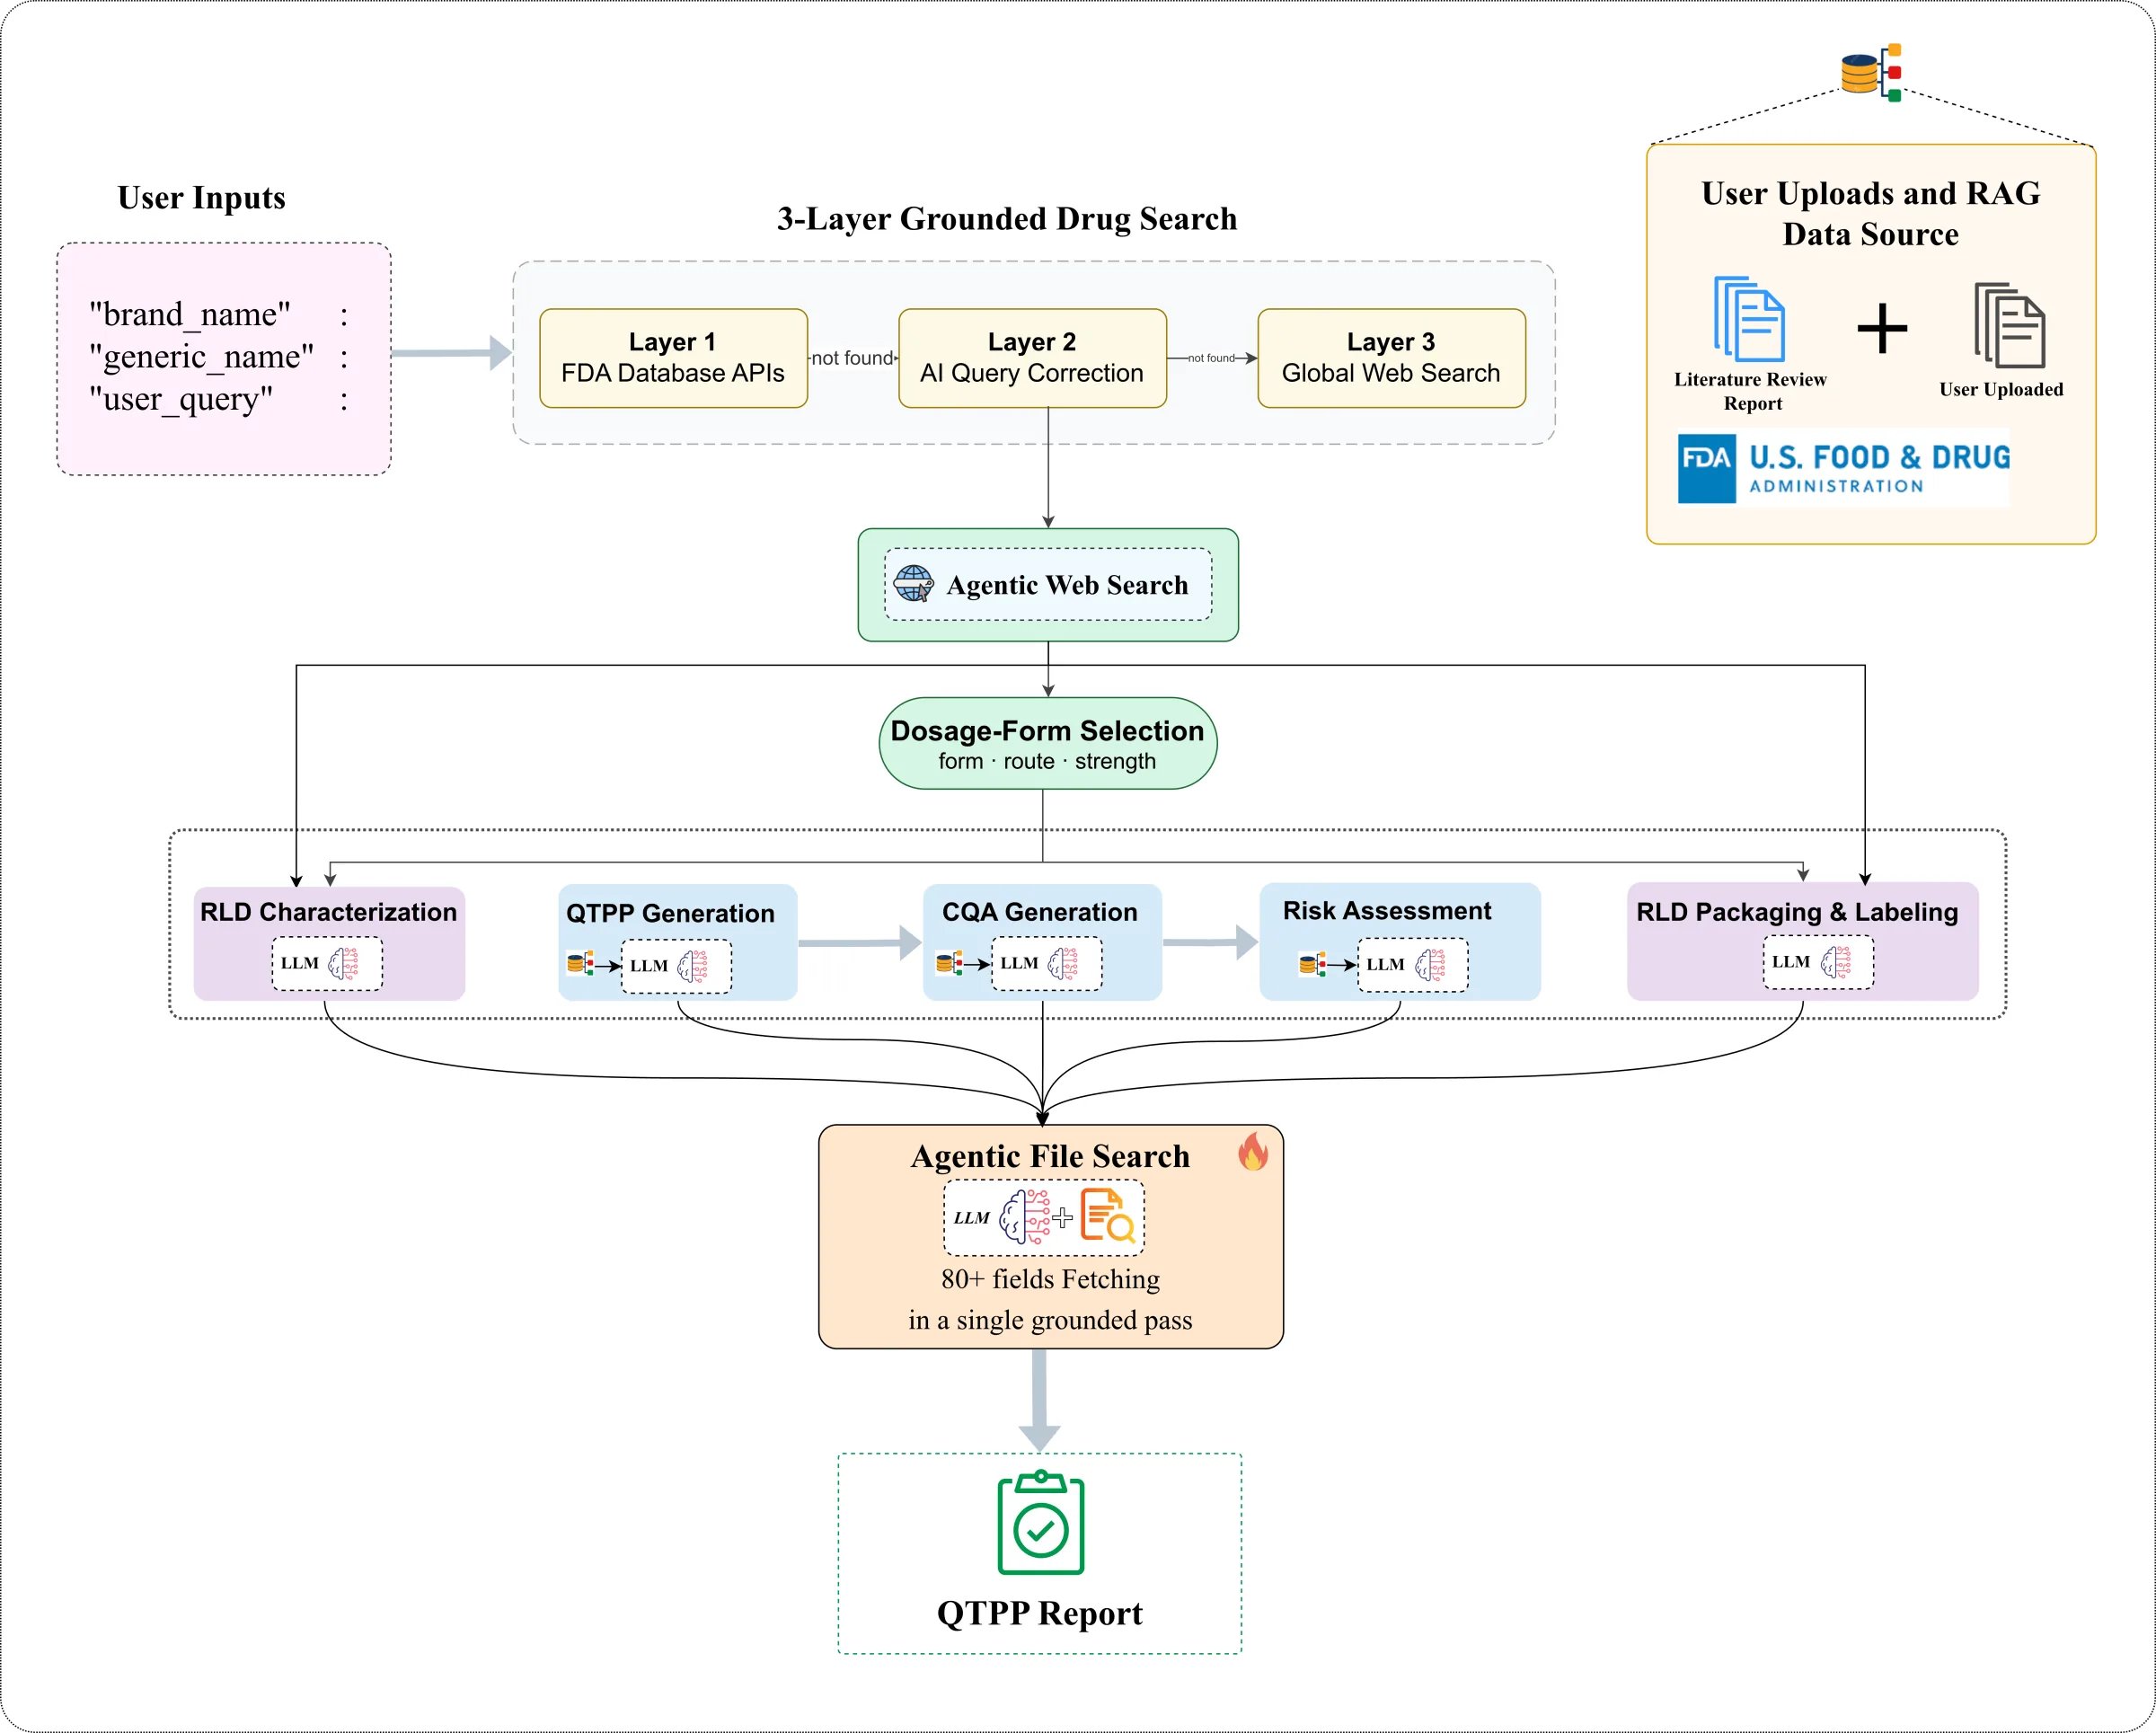 User Inputs
"brand_name" :
"generic_name" :
"user_query" :
3-Layer Grounded Drug Search
Layer 1
FDA Database APIs
not found
Layer 2
AI Query Correction
not found
Layer 3
Global Web Search
User Uploads and RAG
Data Source
Literature Review
Report
User Uploaded
FDA U.S. FOOD & DRUG
ADMINISTRATION
Agentic Web Search
Dosage-Form Selection
form · route · strength
RLD Characterization
LLM
QTPP Generation
LLM
CQA Generation
LLM
Risk Assessment
LLM
RLD Packaging & Labeling
LLM
Agentic File Search
LLM
80+ fields Fetching
in a single grounded pass
QTPP Report